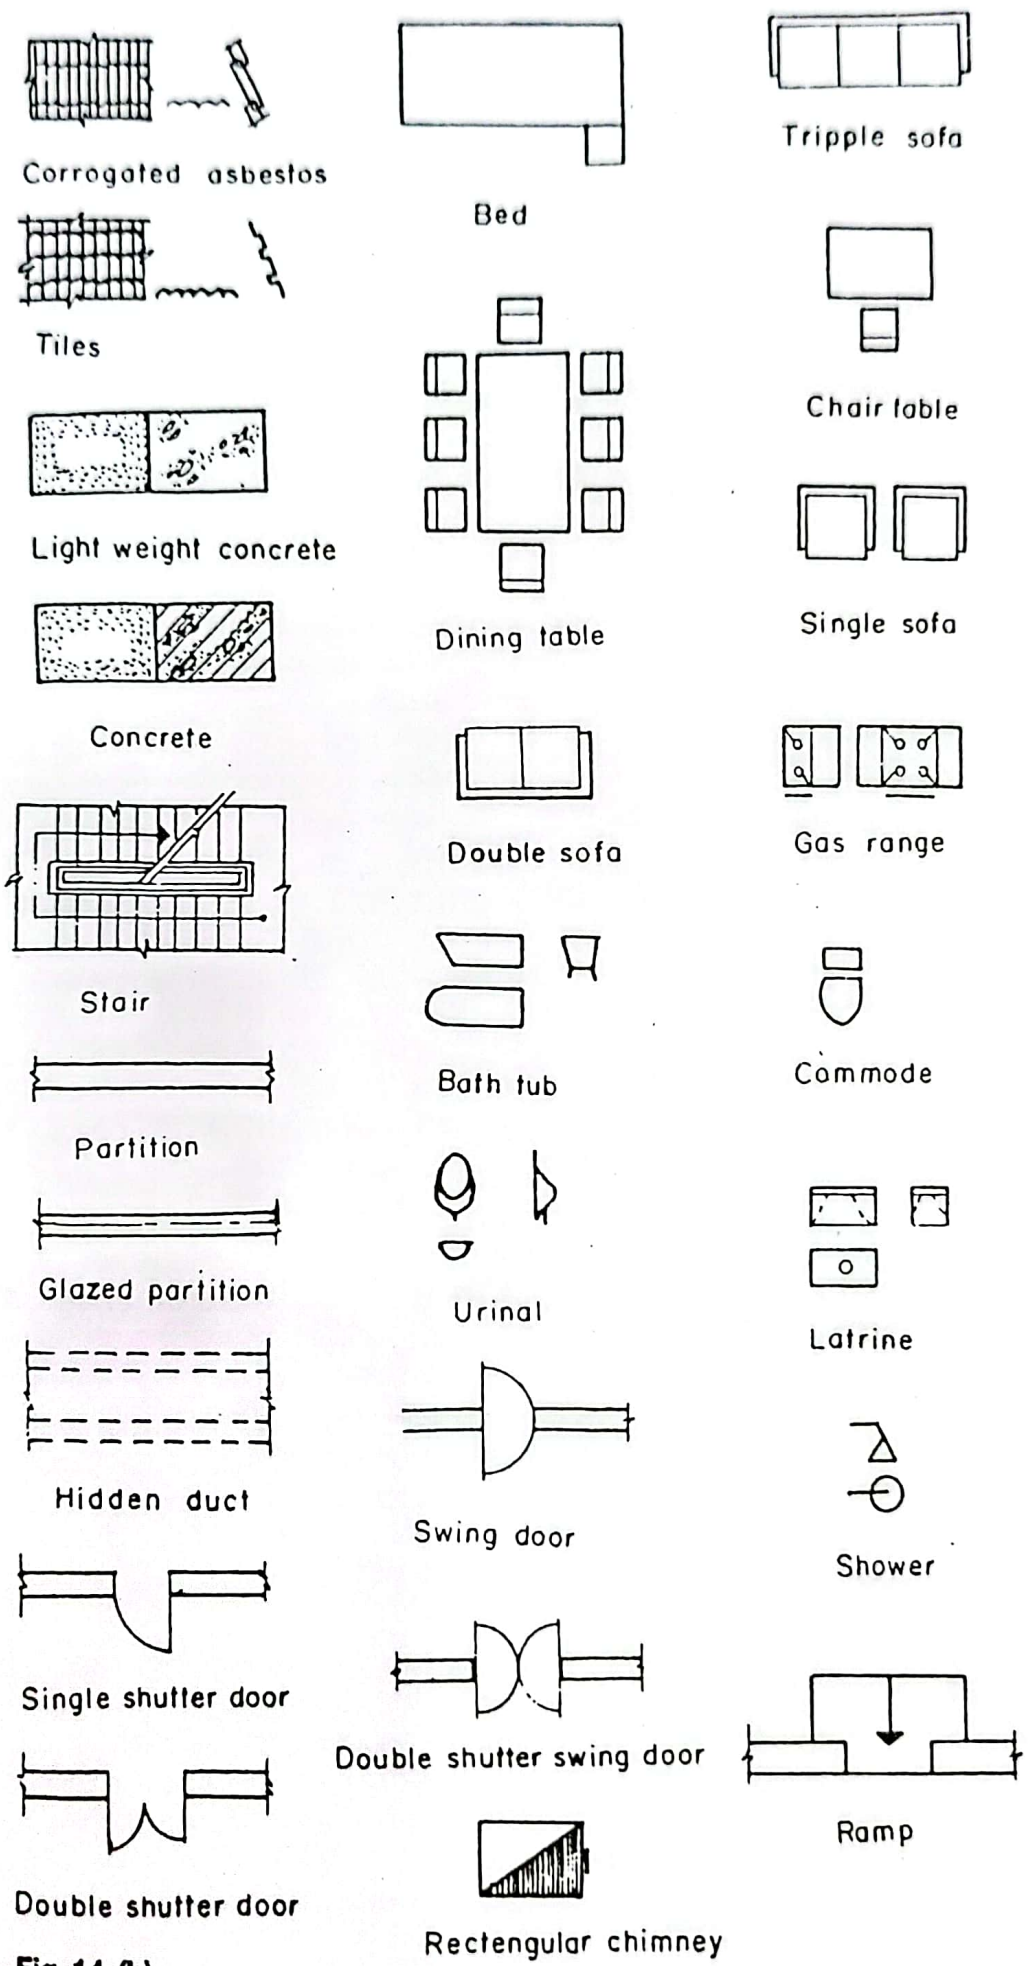 Corrogated asbestos
Tiles
Light weight concrete
Concrete
Stair
Partition
Glazed partition
Hidden duct
Single shutter door
Double shutter door
Bed
Dining table
Double sofa
Bath tub
Urinal
Swing door
Double shutter swing door
Rectengular chimney
Tripple sofa
Chair table
Single sofa
Gas range
Commode
Latrine
Shower
Ramp